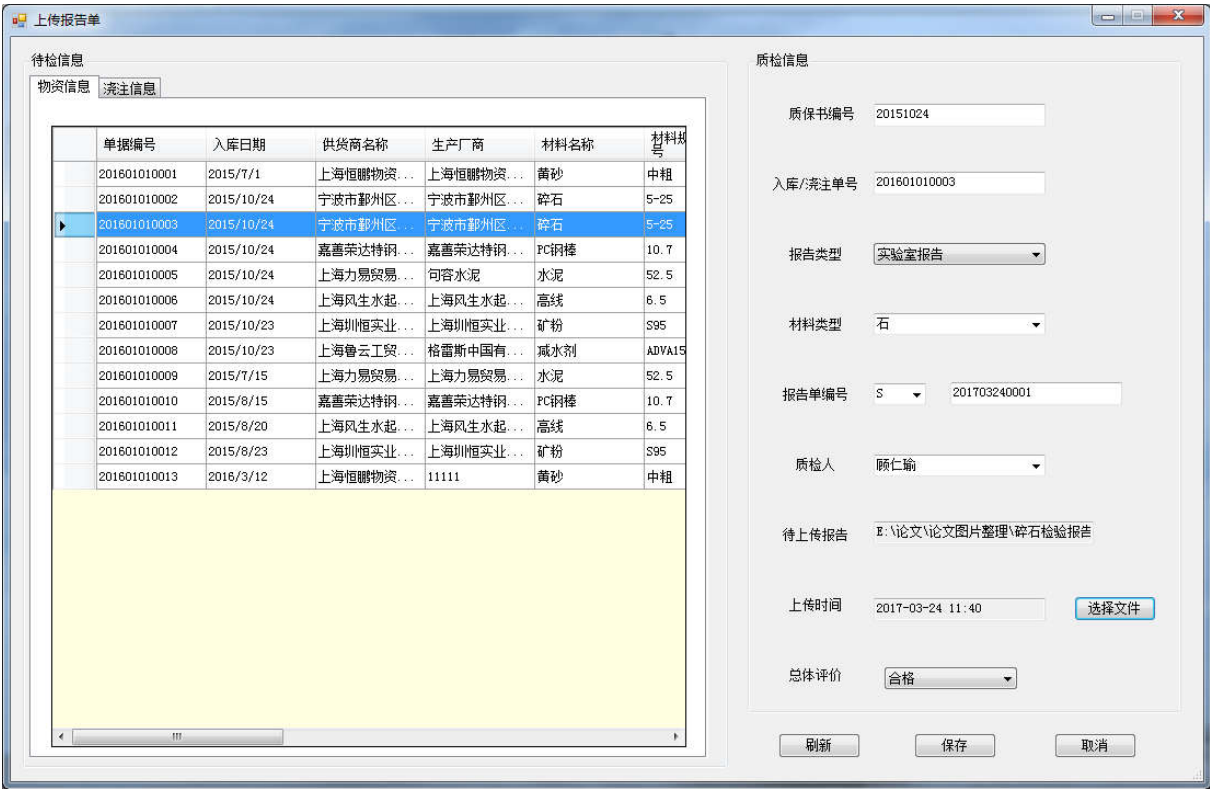 上传报告单
待检信息
物资信息 浇注信息
单据编号 入库日期 供货商名称 生产厂商 材料名称 材料规号
201601010001 2015/7/1 上海恒鹏物资... 上海恒鹏物资... 黄砂 中粗
201601010002 2015/10/24 宁波市鄞州区... 宁波市鄞州区... 碎石 5-25
201601010003 2015/10/24 宁波市鄞州区... 宁波市鄞州区... 碎石 5-25
201601010004 2015/10/24 嘉善荣达特钢... 嘉善荣达特钢... PC钢棒 10.7
201601010005 2015/10/24 上海力易贸易... 句容水泥 水泥 52.5
201601010006 2015/10/24 上海风生水起... 上海风生水起... 高线 6.5
201601010007 2015/10/23 上海圳恒实业... 上海圳恒实业... 矿粉 S95
201601010008 2015/10/23 上海鲁云工贸... 格雷斯中国有... 减水剂 ADVA15
201601010009 2015/7/15 上海力易贸易... 上海力易贸易... 水泥 52.5
201601010010 2015/8/15 嘉善荣达特钢... 嘉善荣达特钢... PC钢棒 10.7
201601010011 2015/8/20 上海风生水起... 上海风生水起... 高线 6.5
201601010012 2015/8/23 上海圳恒实业... 上海圳恒实业... 矿粉 S95
201601010013 2016/3/12 上海恒鹏物资... 11111 黄砂 中粗
质检信息
质保书编号 20151024
入库/浇注单号 201601010003
报告类型 实验室报告
材料类型 石
报告单编号 S 201703240001
质检人 顾仁瑜
待上传报告 E:\论文\论文图片整理\碎石检验报告
上传时间 2017-03-24 11:40 选择文件
总体评价 合格
刷新 保存 取消